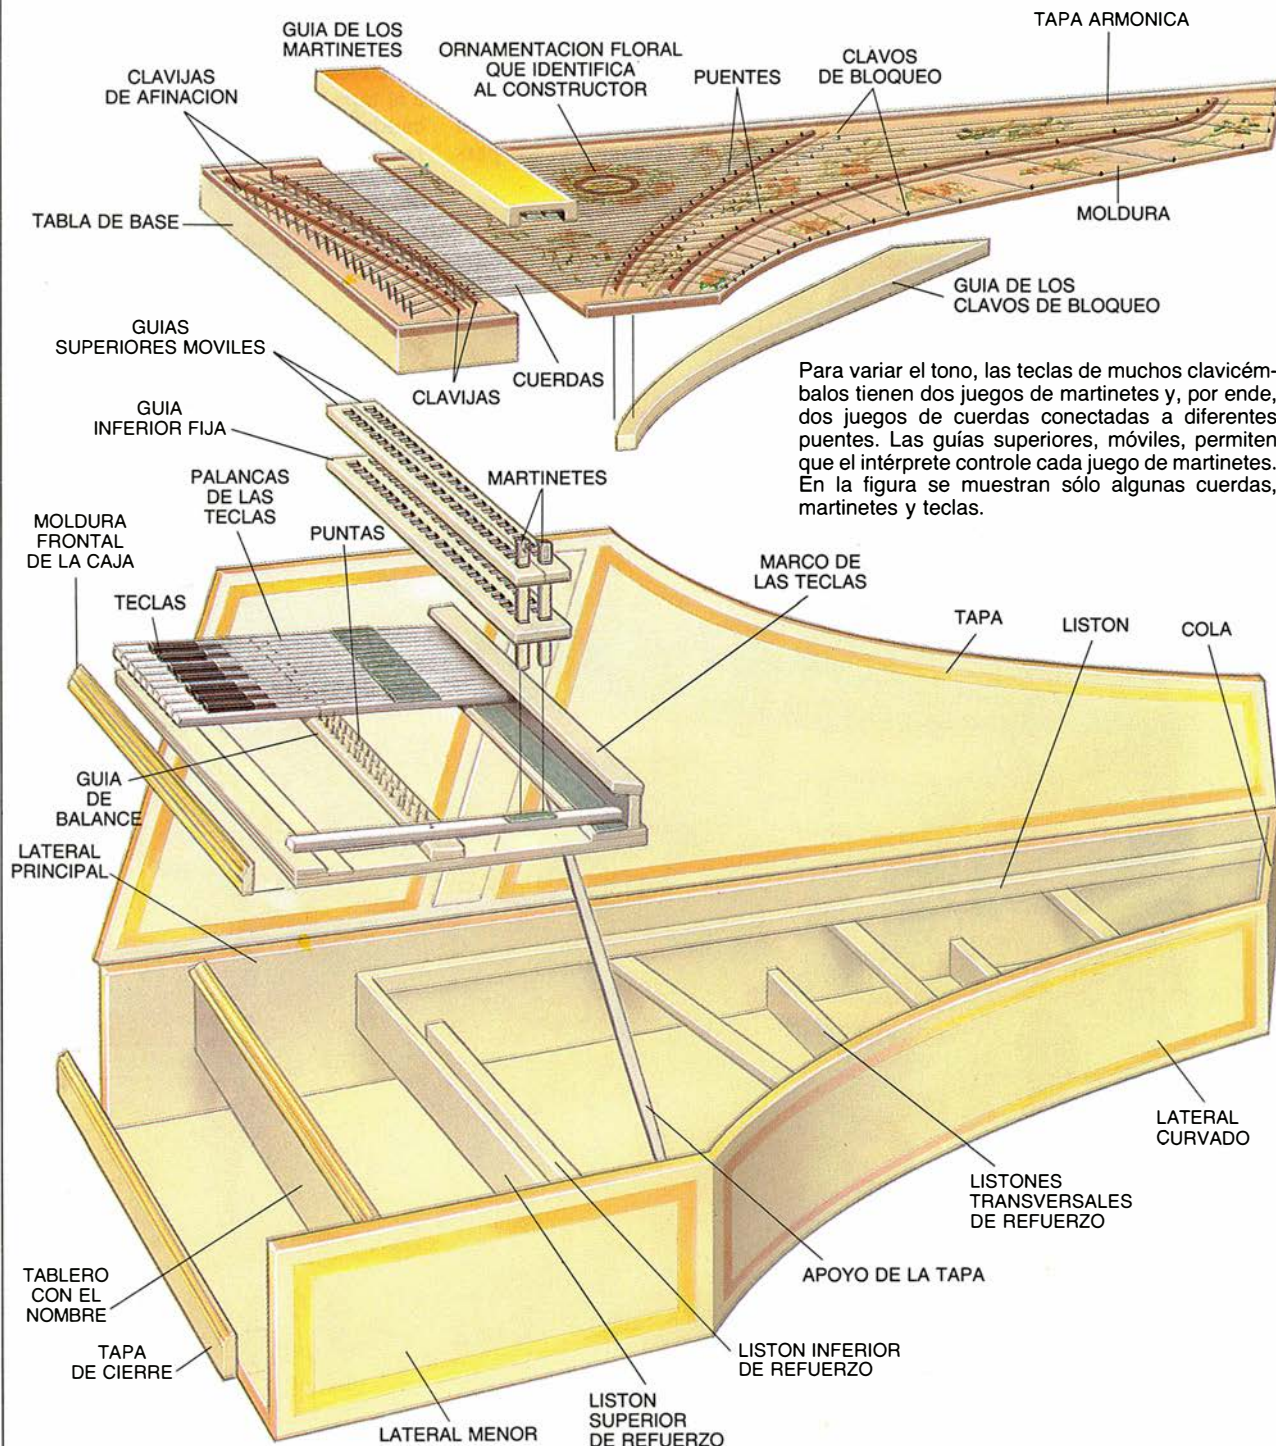 TAPA ARMONICA
GUIA DE LOS
MARTINETES
ORNAMENTACION FLORAL
QUE IDENTIFICA
AL CONSTRUCTOR
CLAVOS
DE BLOQUEO
PUENTES
CLAVIJAS
DE AFINACION
TABLA DE BASE
MOLDURA
GUIA DE LOS
CLAVOS DE BLOQUEO
GUIAS
SUPERIORES MOVILES
CUERDAS
CLAVIJAS
Para variar el tono, las teclas de muchos clavicém-
balos tienen dos juegos de martinetes y, por ende,
dos juegos de cuerdas conectadas a diferentes
puentes. Las guías superiores, móviles, permiten
que el intérprete controle cada juego de martinetes.
En la figura se muestran sólo algunas cuerdas,
martinetes y teclas.
GUIA
INFERIOR FIJA
PALANCAS
DE LAS
TECLAS
MARTINETES
MOLDURA
FRONTAL
DE LA CAJA
PUNTAS
MARCO DE
LAS TECLAS
TECLAS
TAPA
LISTON
COLA
GUIA
DE
BALANCE
LATERAL
PRINCIPAL
LATERAL
CURVADO
LISTONES
TRANSVERSALES
DE REFUERZO
APOYO DE LA TAPA
TABLERO
CON EL
NOMBRE
TAPA
DE CIERRE
LISTON INFERIOR
DE REFUERZO
LISTON
SUPERIOR
DE REFUERZO
LATERAL MENOR